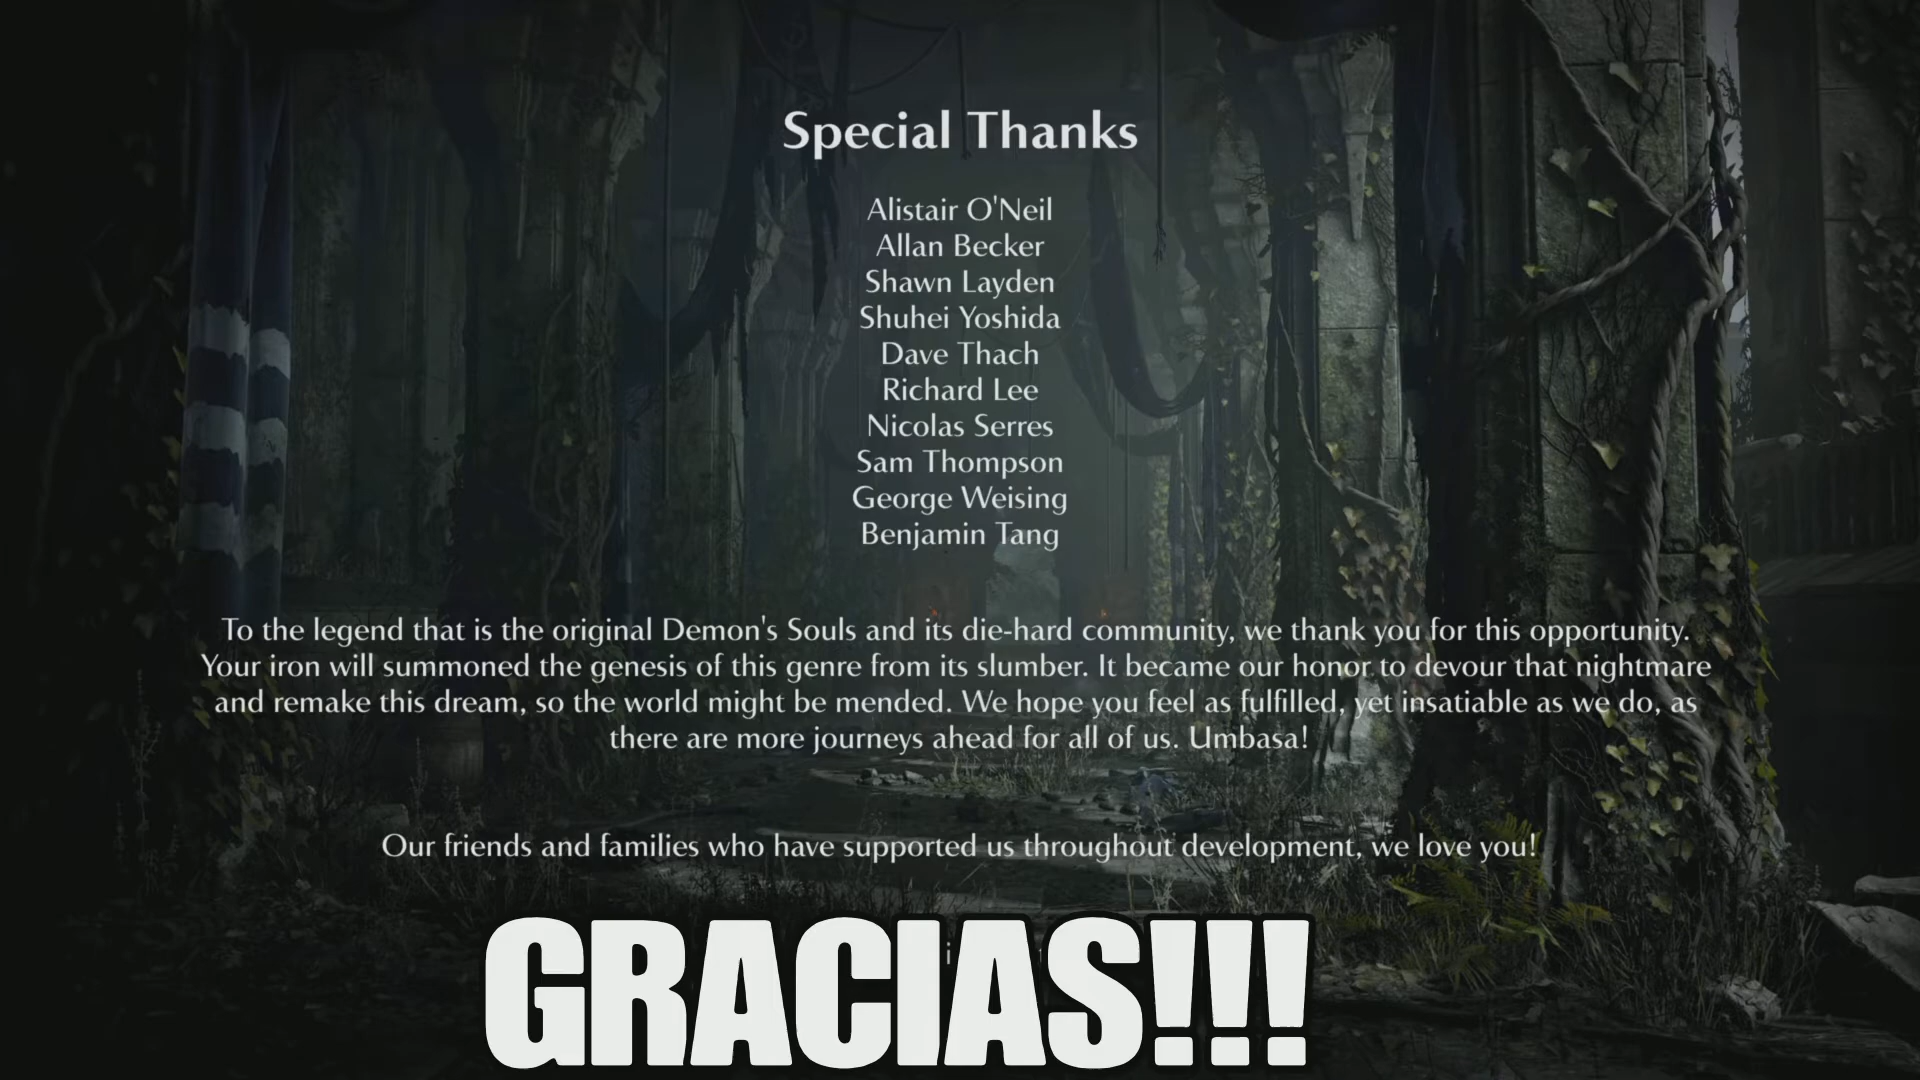 Special Thanks
Alistair O'Neil
Allan Becker
Shawn Layden
Shuhei Yoshida
Dave Thach
Richard Lee
Nicolas Serres
Sam Thompson
George Weising
Benjamin Tang
To the legend that is the original Demon's Souls and its die-hard community, we thank you for this opportunity.
Your iron will summoned the genesis of this genre from its slumber. It became our honor to devour that nightmare
and remake this dream, so the world might be mended. We hope you feel as fulfilled, yet insatiable as we do, as
there are more journeys ahead for all of us. Umbasa!
Our friends and families who have supported us throughout development, we love you!
GRACIAS!!!